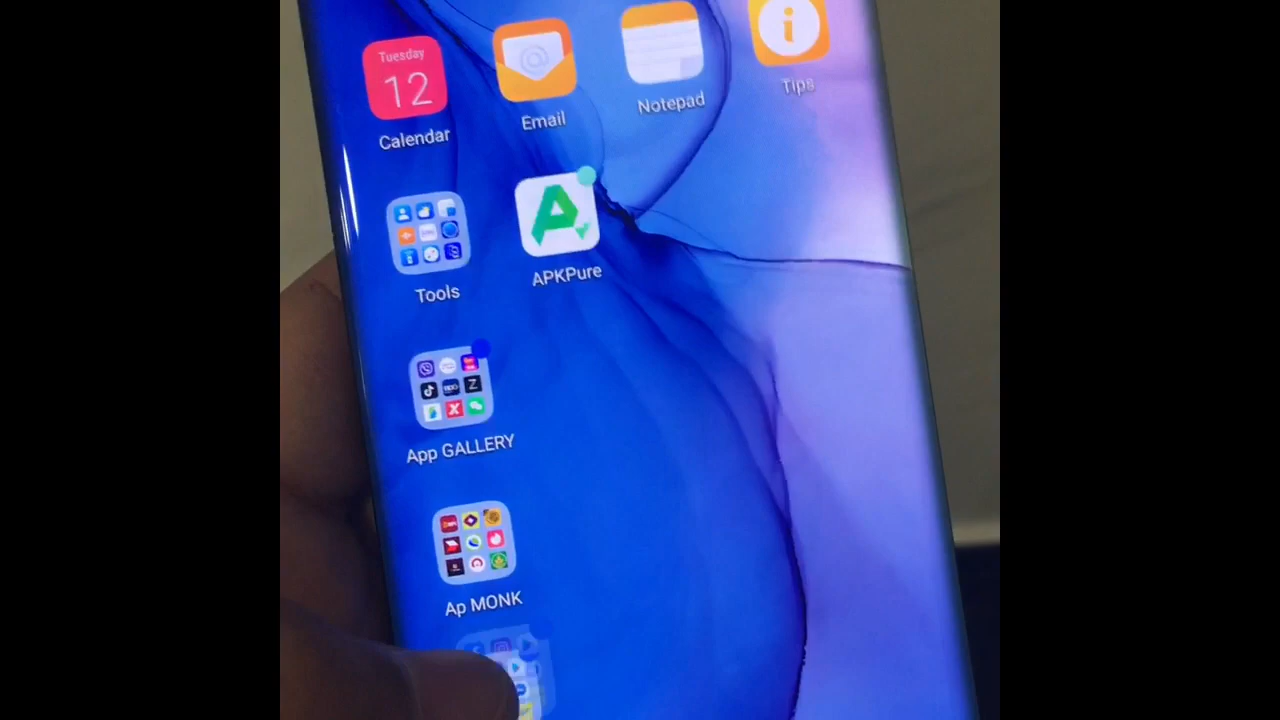 Tuesday
12
Calendar
Email
Notepad
Tips
Tools
APKPure
App GALLERY
Ap MONK